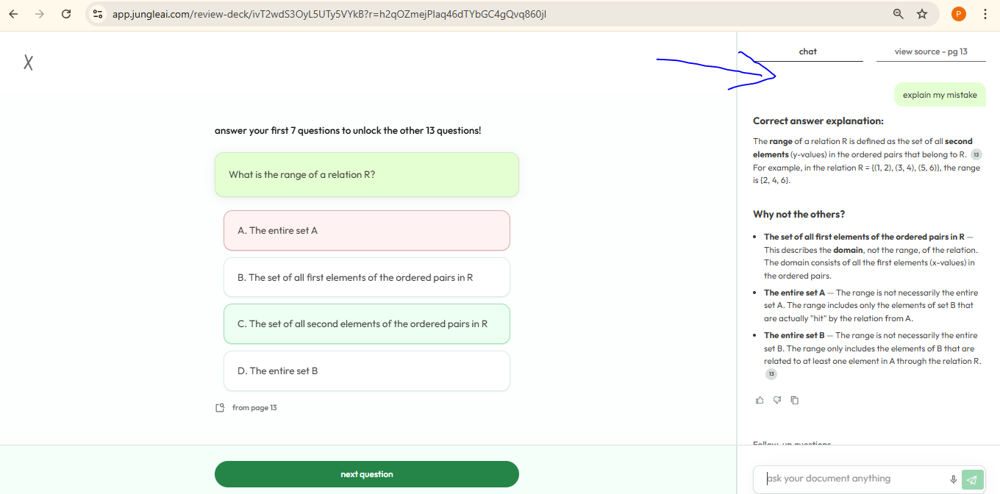 app.jungleai.com/review-deck/ivT2wdS3OyL5UTy5VYkB?r=h2qOZmejPlaq46dTYbGC4gQvq860jI
P
chat
view source - pg 13
explain my mistake
answer your first 7 questions to unlock the other 13 questions!
What is the range of a relation R?
A. The entire set A
B. The set of all first elements of the ordered pairs in R
C. The set of all second elements of the ordered pairs in R
D. The entire set B
from page 13
next question
Correct answer explanation:
The range of a relation R is defined as the set of all second
elements (y-values) in the ordered pairs that belong to R. 13
For example, in the relation R = {(1, 2), (3, 4), (5, 6)}, the range
is {2, 4, 6}.
Why not the others?
• The set of all first elements of the ordered pairs in R —
This describes the domain, not the range, of the relation.
The domain consists of all the first elements (x-values) in
the ordered pairs.
• The entire set A — The range is not necessarily the entire
set A. The range includes only the elements of set B that
are actually "hit" by the relation from A.
• The entire set B — The range is not necessarily the entire
set B. The range only includes the elements of B that are
related to at least one element in A through the relation R.
13
Follow-up questions
ask your document anything